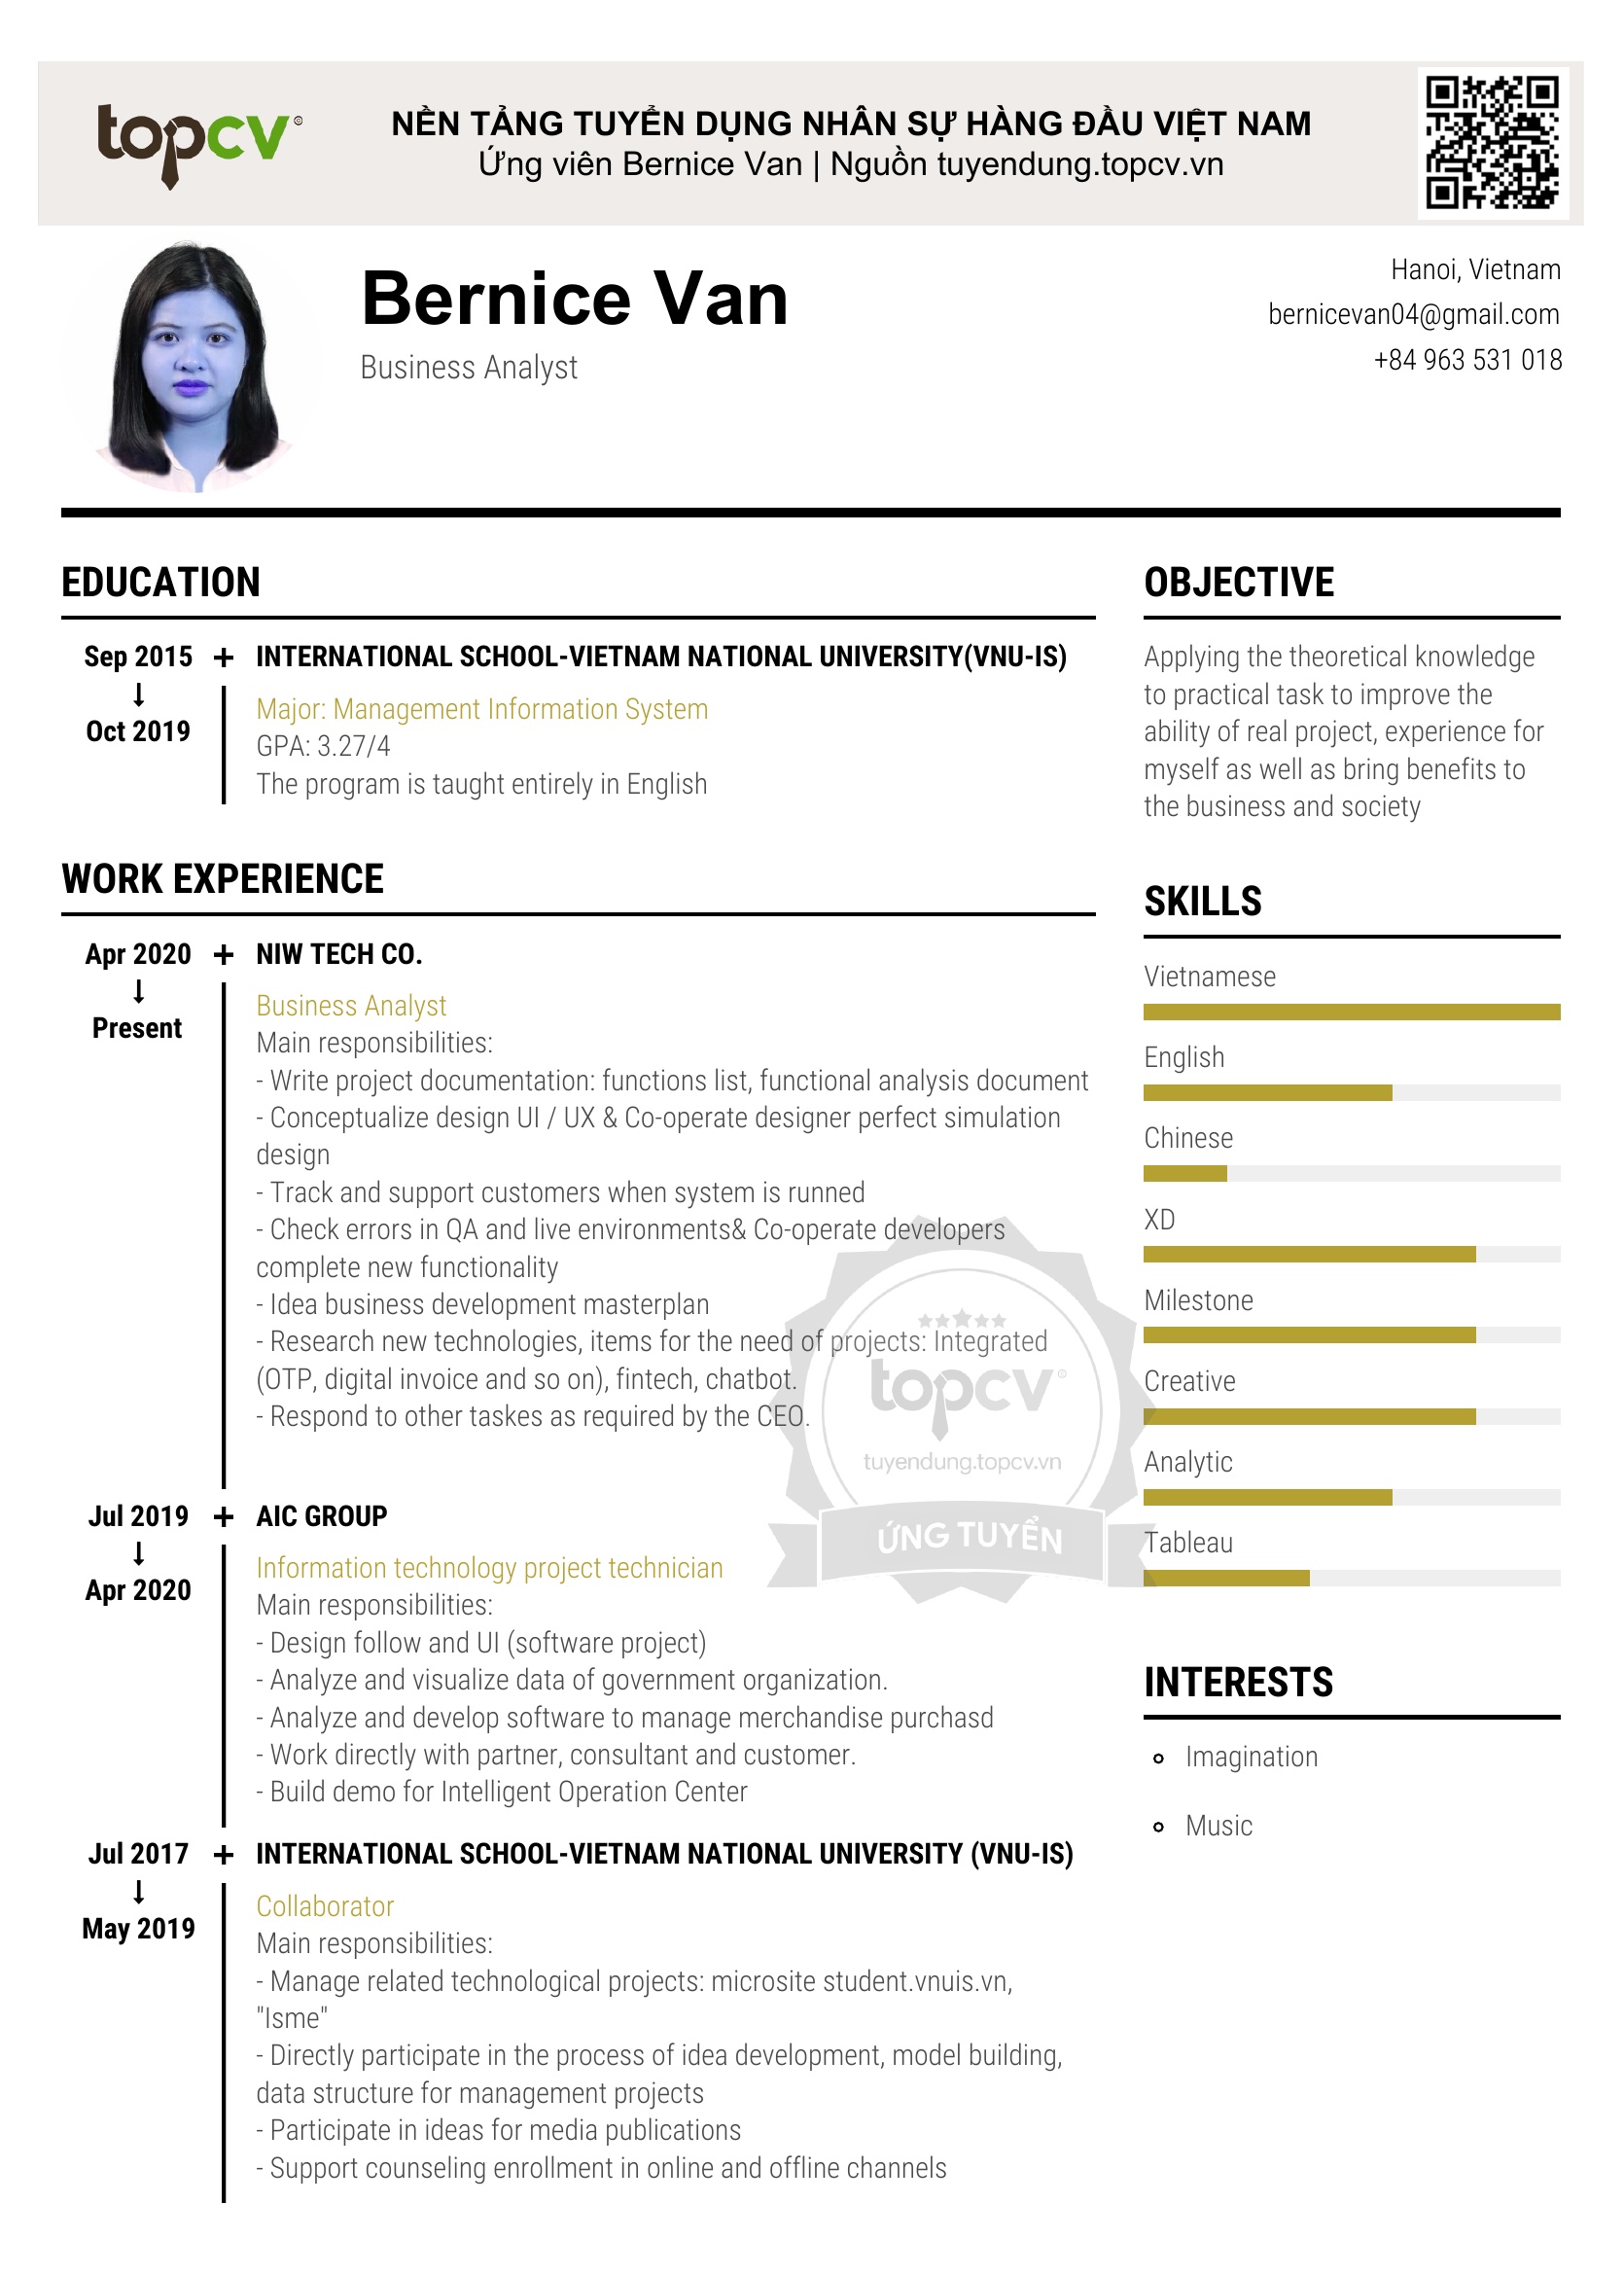 topcv
NỀN TẢNG TUYỂN DỤNG NHÂN SỰ HÀNG ĐẦU VIỆT NAM
Ứng viên Bernice Van | Nguồn tuyendung.topcv.vn
Bernice Van
Business Analyst
Hanoi, Vietnam
bernicevan04@gmail.com
+84 963 531 018
EDUCATION
Sep 2015
Oct 2019
INTERNATIONAL SCHOOL-VIETNAM NATIONAL UNIVERSITY(VNU-IS)
Major: Management Information System
GPA: 3.27/4
The program is taught entirely in English
WORK EXPERIENCE
Apr 2020
Present
NIW TECH CO.
Business Analyst
Main responsibilities:
- Write project documentation: functions list, functional analysis document
- Conceptualize design UI / UX & Co-operate designer perfect simulation
design
- Track and support customers when system is runned
- Check errors in QA and live environments& Co-operate developers
complete new functionality
- Idea business development masterplan
- Research new technologies, items for the need of projects: Integrated
(OTP, digital invoice and so on), fintech, chatbot.
- Respond to other taskes as required by the CEO.
Jul 2019
Apr 2020
AIC GROUP
Information technology project technician
Main responsibilities:
- Design follow and UI (software project)
- Analyze and visualize data of government organization.
- Analyze and develop software to manage merchandise purchasd
- Work directly with partner, consultant and customer.
- Build demo for Intelligent Operation Center
Jul 2017
May 2019
INTERNATIONAL SCHOOL-VIETNAM NATIONAL UNIVERSITY (VNU-IS)
Collaborator
Main responsibilities:
- Manage related technological projects: microsite student.vnuis.vn,
"Isme"
- Directly participate in the process of idea development, model building,
data structure for management projects
- Participate in ideas for media publications
- Support counseling enrollment in online and offline channels
OBJECTIVE
Applying the theoretical knowledge
to practical task to improve the
ability of real project, experience for
myself as well as bring benefits to
the business and society
SKILLS
Vietnamese
English
Chinese
XD
Milestone
Creative
Analytic
Tableau
INTERESTS
Imagination
Music
topcv
tuyendung.topcv.vn
ỨNG TUYỂN